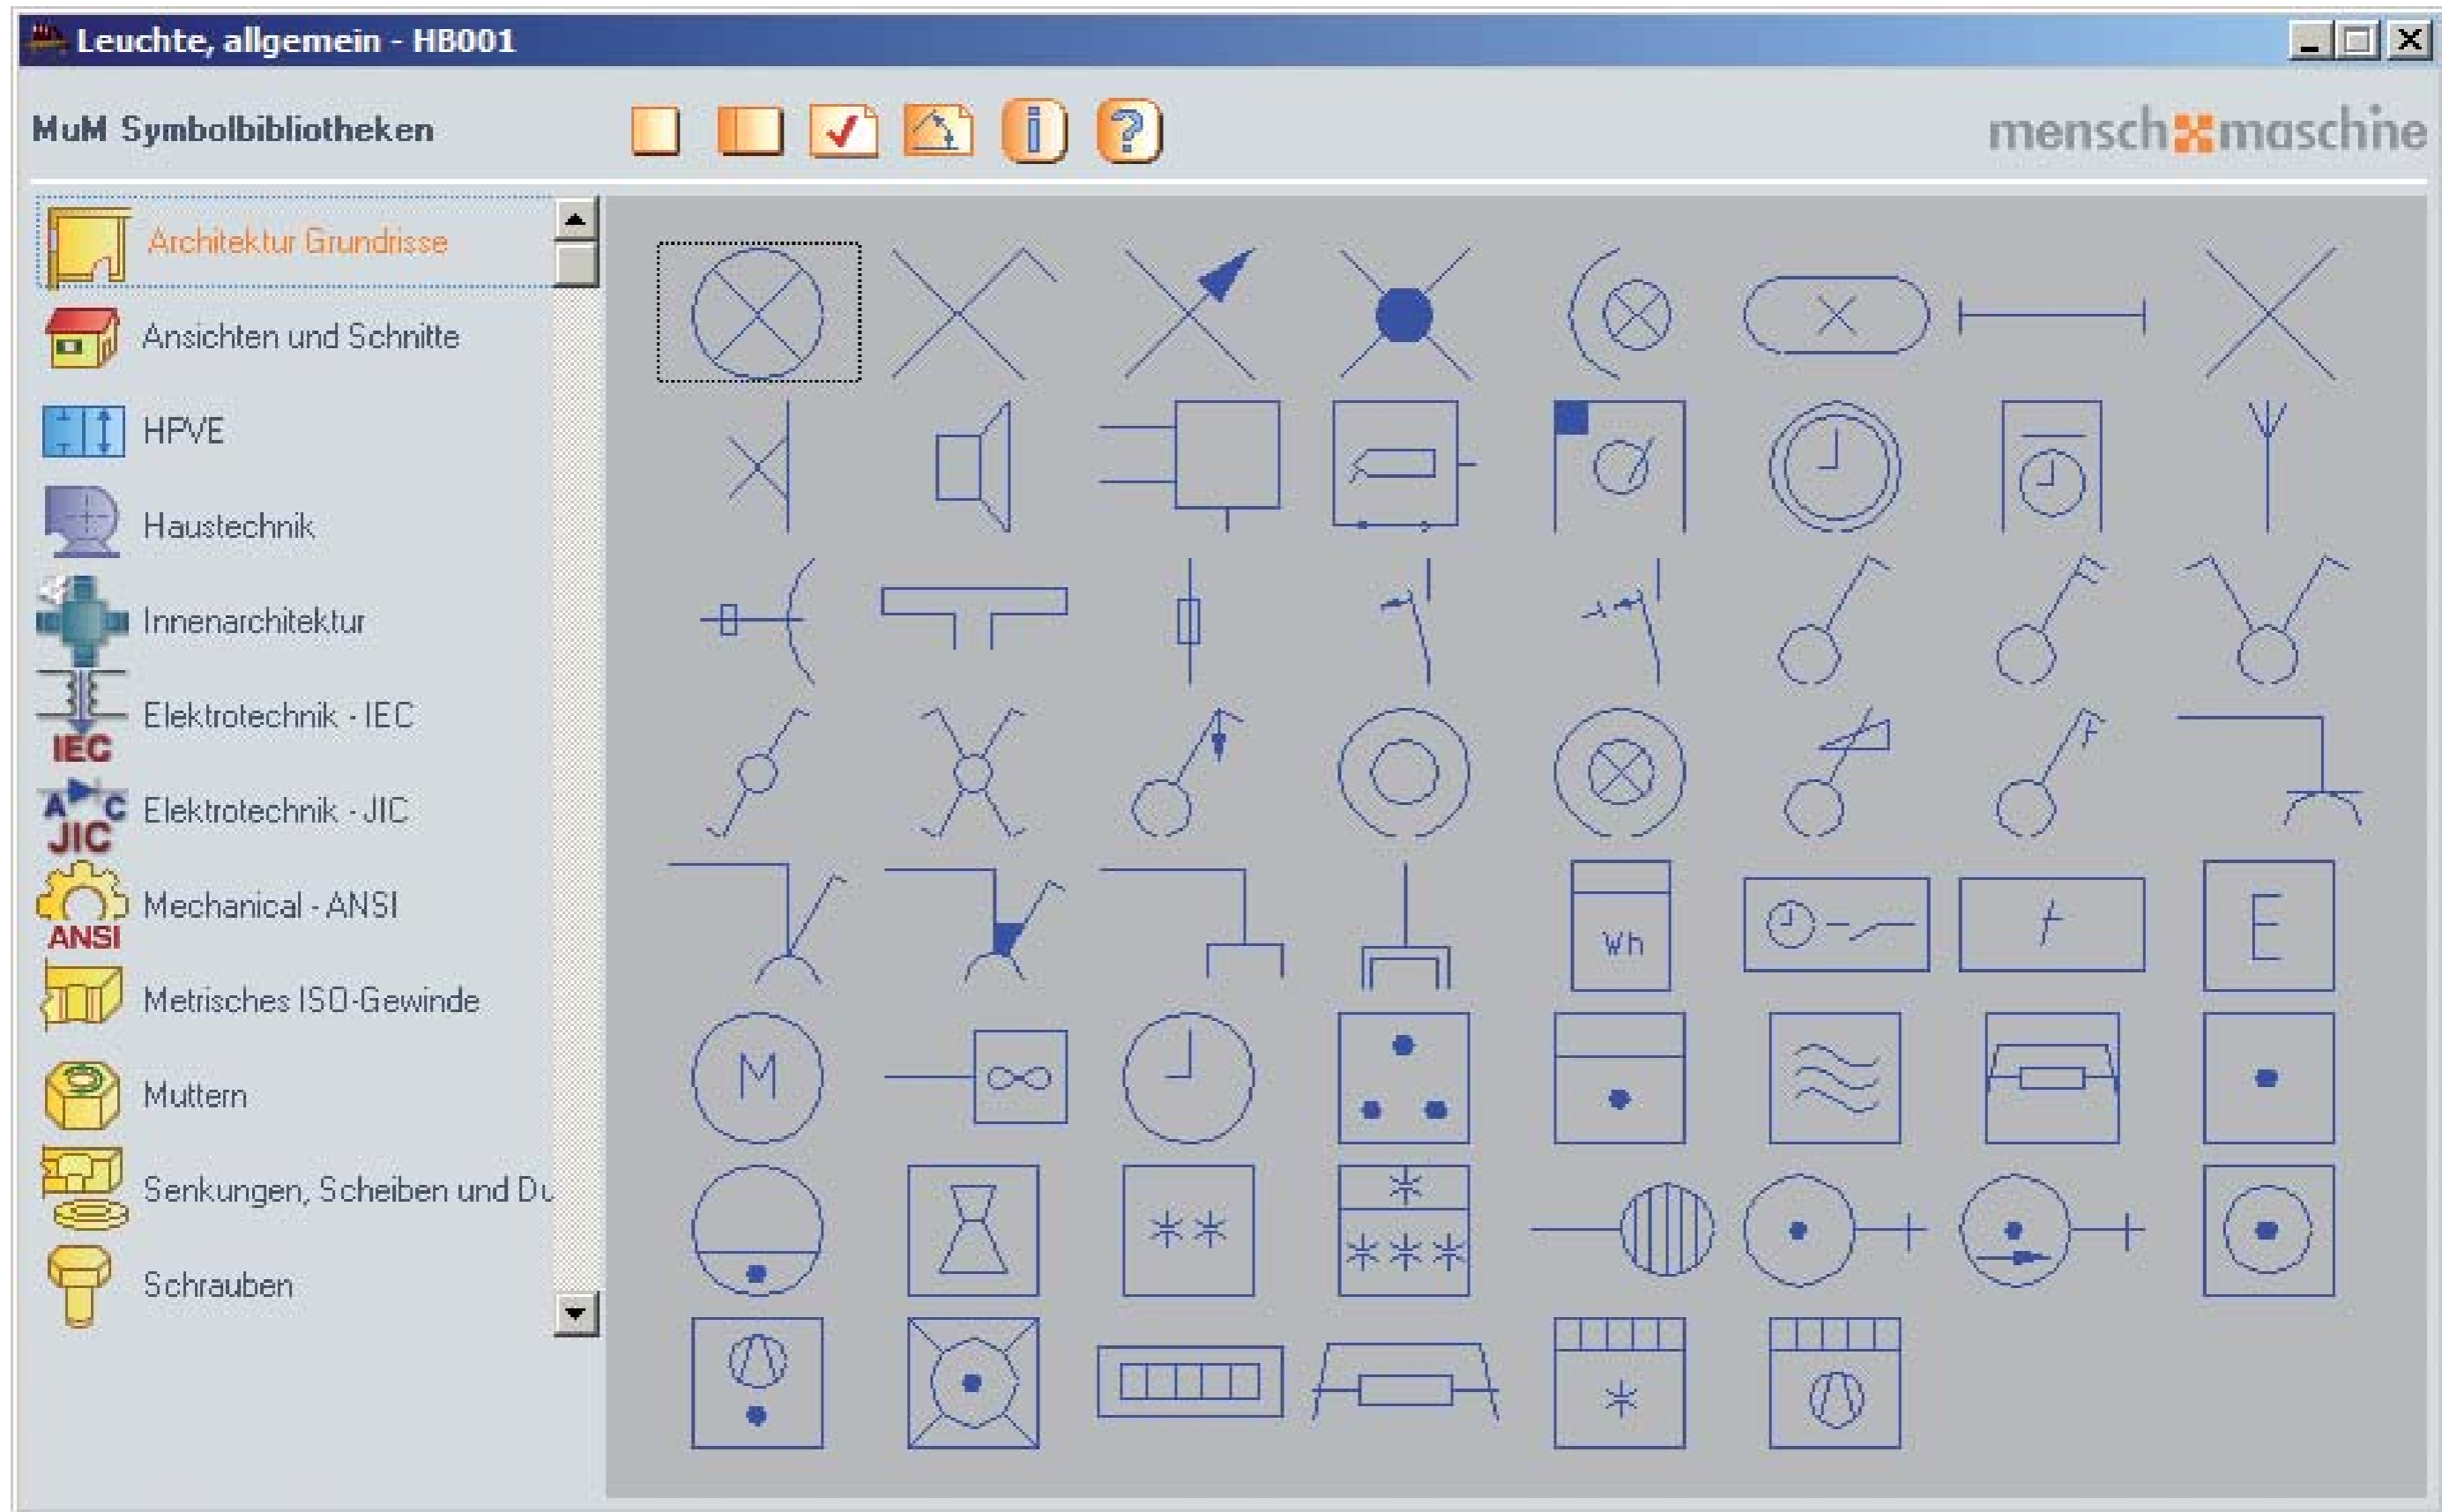 Leuchte, allgemein - HB001
MuM Symbolbibliotheken
i
?
mensch maschine
Architektur Grundrisse
Ansichten und Schnitte
HPVE
Haustechnik
Innenarchitektur
IEC
Elektrotechnik - IEC
A C
JIC
Elektrotechnik - JIC
ANSI
Mechanical - ANSI
Metrisches ISO-Gewinde
Muttern
Senkungen, Scheiben und Du
Schrauben
Wh
E
M